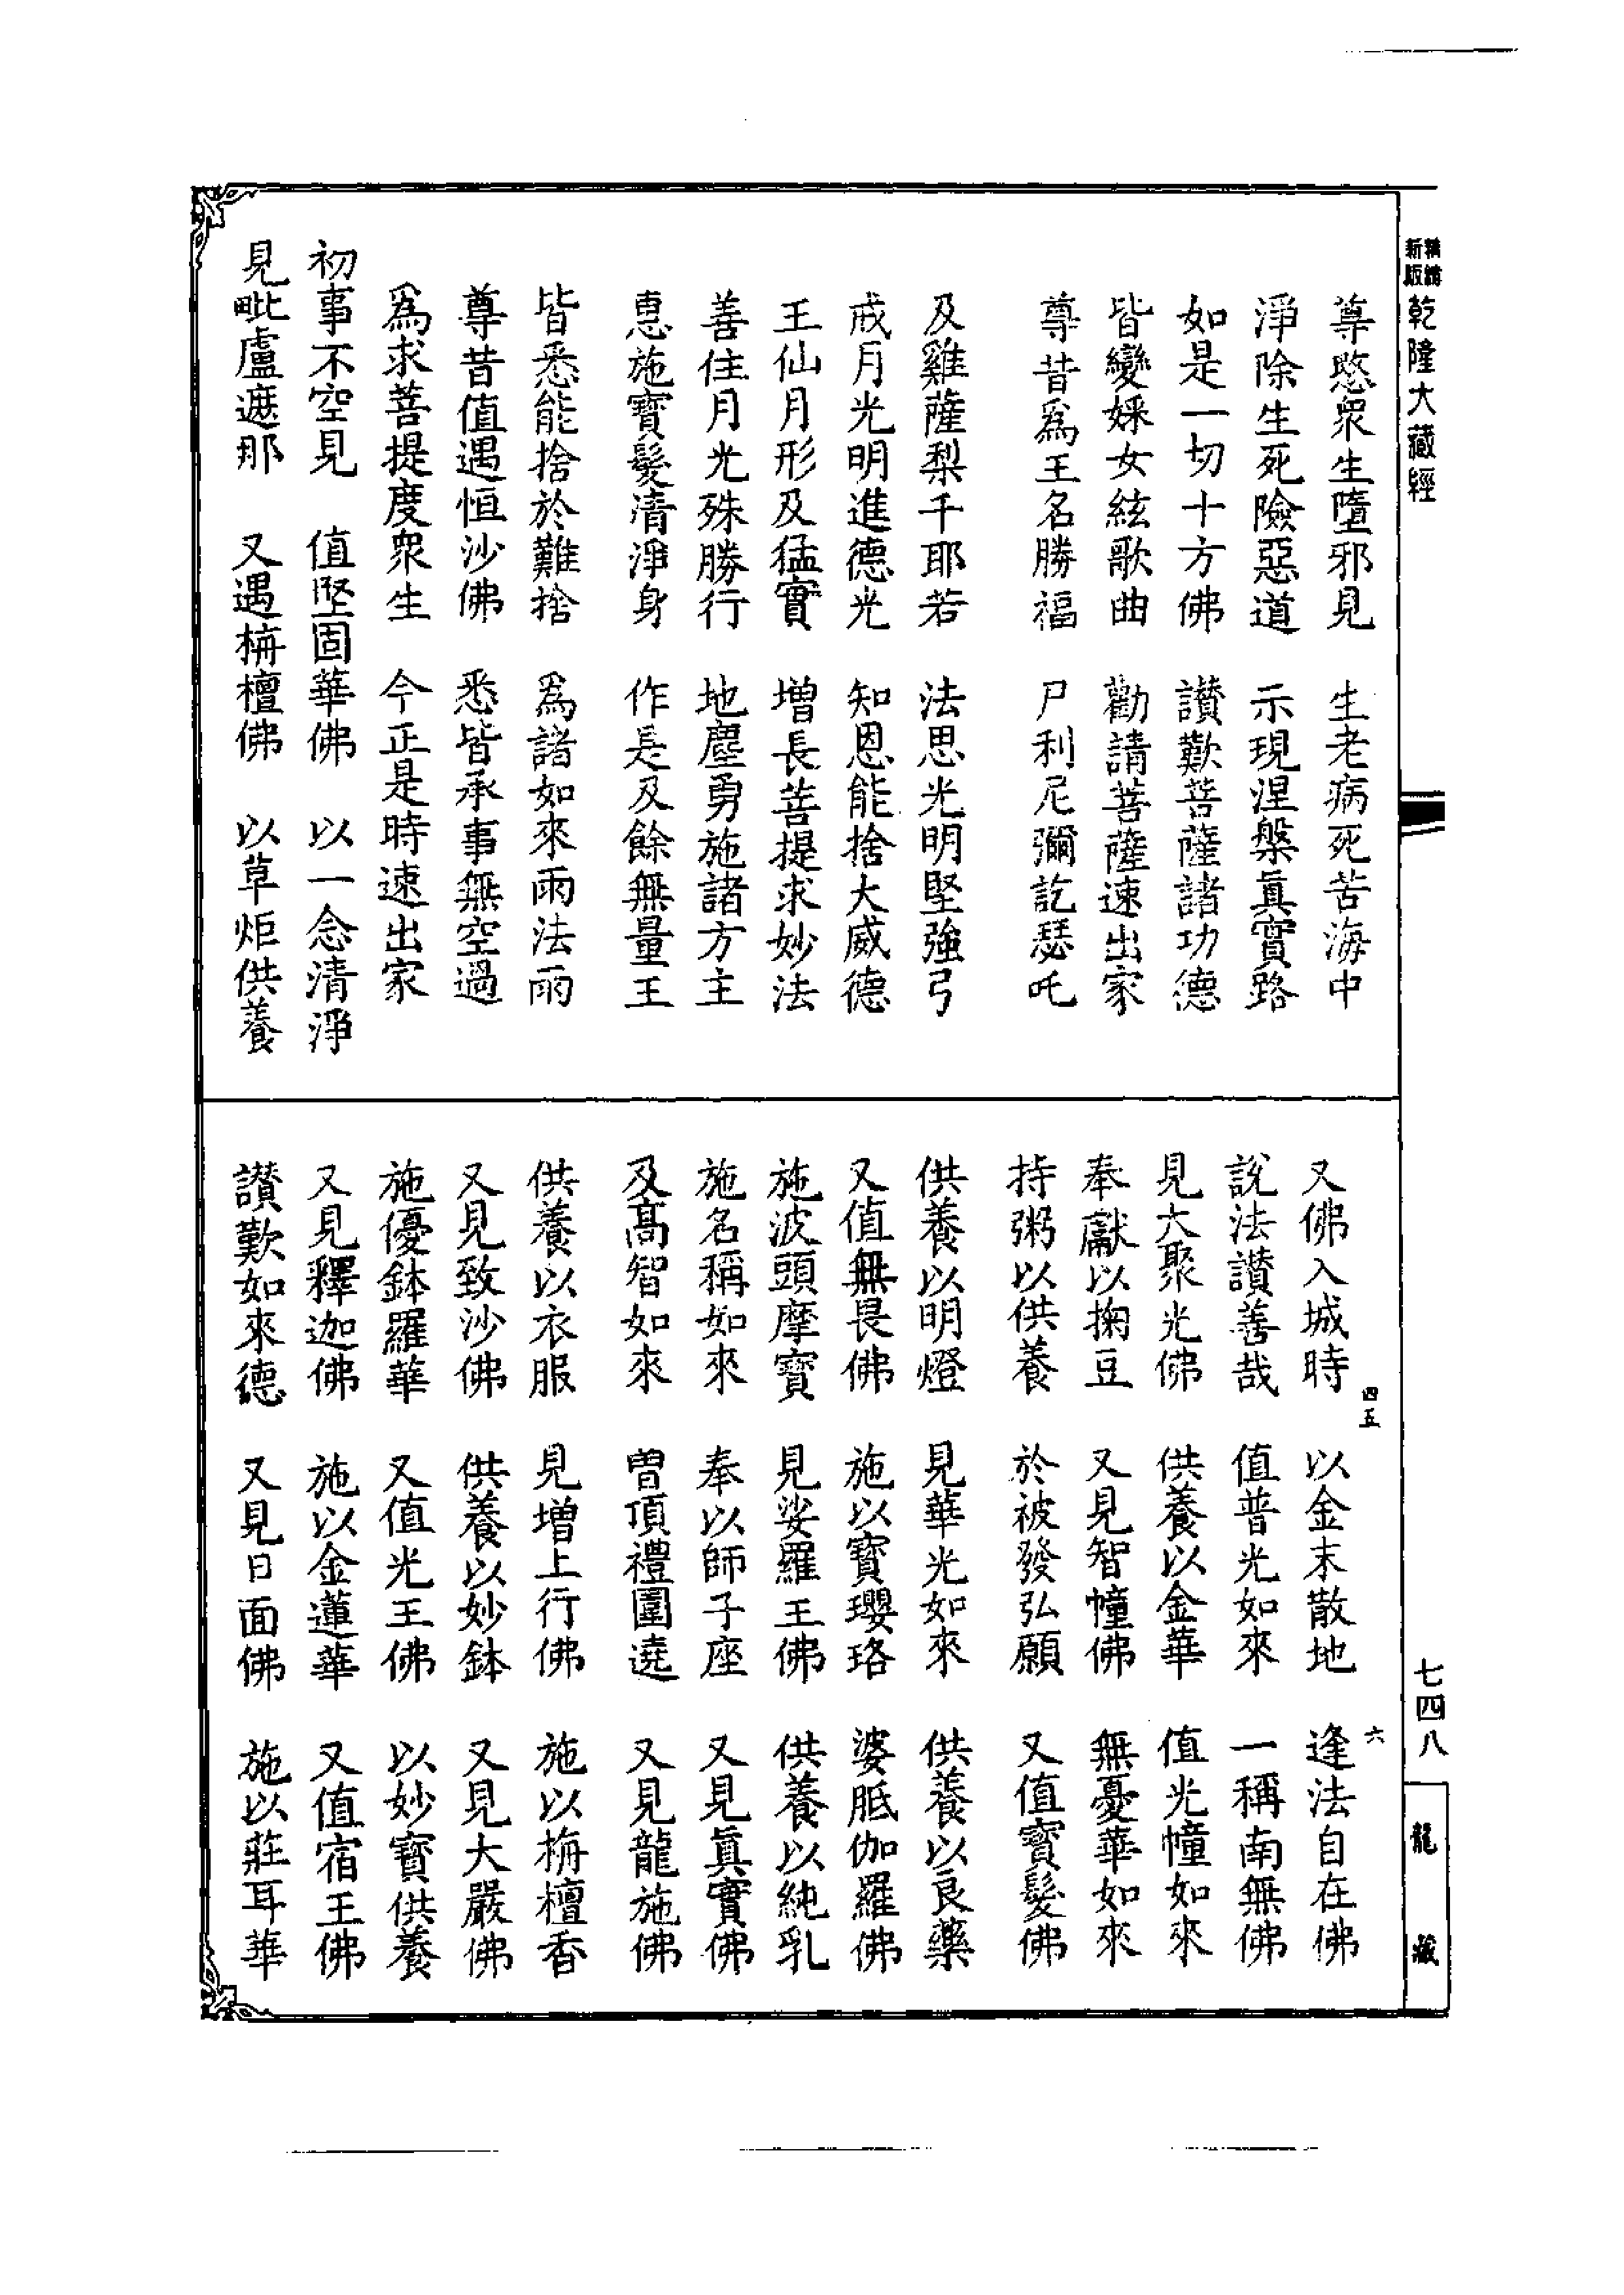 精繕新版 乾隆大藏經
尊愍衆生墮邪見 生老病死苦海中
淨除生死險惡道 示現涅槃真實路
如是一切十方佛 讃歎菩薩諸功德
皆變婇女絃歌曲 勸請菩薩速出家
尊昔爲王名勝福 尸利尼彌訖瑟吒
及雞薩梨千耶若 法思光明堅強弓
戒月光明進德光 知恩能捨大威德
王仙月形及猛實 增長菩提求妙法
善住月光殊勝行 地塵勇施諸方主
惠施寶髮清淨身 作是及餘無量王
皆悉能捨於難捨 爲諸如來雨法雨
尊昔值遇恒沙佛 悉皆承事無空過
爲求菩提度衆生 今正是時速出家
初事不空見 值堅固華佛 以一念清淨
見毗盧遮那 又遇栴檀佛 以草炬供養
又佛入城時 以金末散地 逢法自在佛
說法讃善哉 值普光如來 一稱南無佛
見大聚光佛 供養以金華 值光幢如來
奉獻以掬豆 又見智幢佛 無憂華如來
持粥以供養 於彼發弘願 又值寶髮佛
供養以明燈 見華光如來 供養以良藥
又值無畏佛 施以寶瓔珞 婆胝伽羅佛
施波頭摩寶 見娑羅王佛 供養以純乳
施名稱如來 奉以師子座 又見真實佛
及高智如來 曾頂禮圍遶 又見龍施佛
供養以衣服 見增上行佛 施以栴檀香
又見致沙佛 供養以妙鉢 又見大嚴佛
施優鉢羅華 又值光王佛 以妙寶供養
又見釋迦佛 施以金蓮華 又值宿王佛
讃歎如來德 又見日面佛 施以莊耳華
四五
六
七四八
龍藏